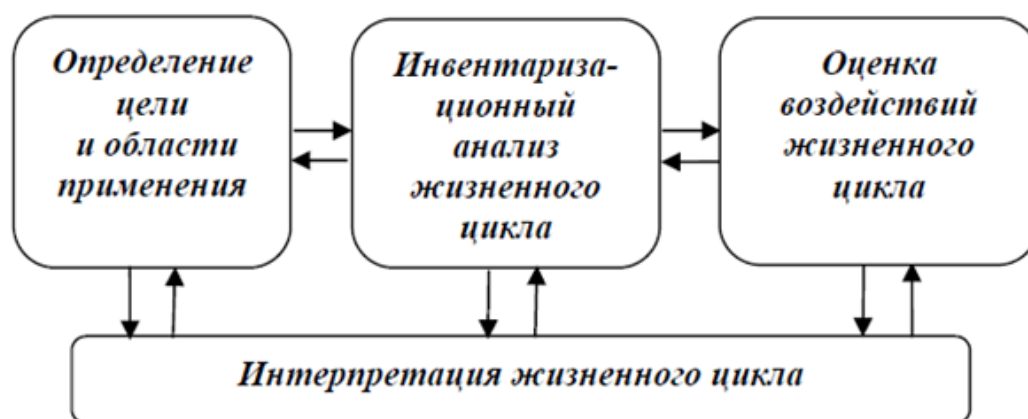 Определение
цели
и области
применения
Инвентариза-
ционный
анализ
жизненного
цикла
Оценка
воздействий
жизненного
цикла
Интерпретация жизненного цикла